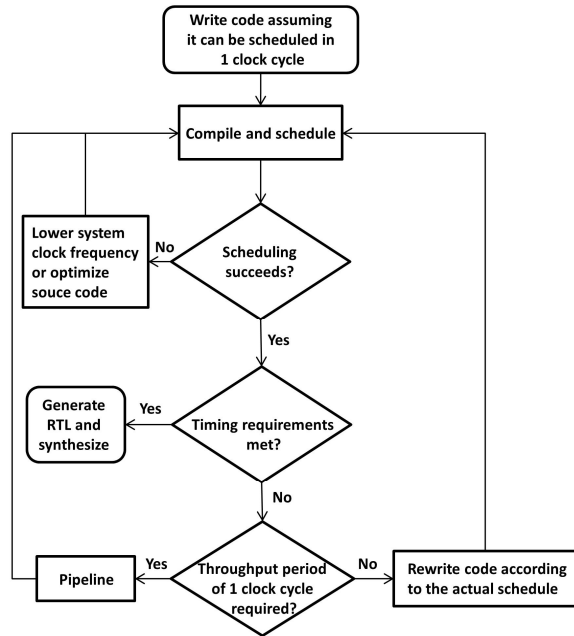 Write code assuming
it can be scheduled in
1 clock cycle
Compile and schedule
Lower system
clock frequency
or optimize
souce code
No
Scheduling
succeeds?
Yes
Generate
RTL and
synthesize
Yes
Timing requirements
met?
No
Pipeline
Yes
Throughput period
of 1 clock cycle
required?
No
Rewrite code according
to the actual schedule